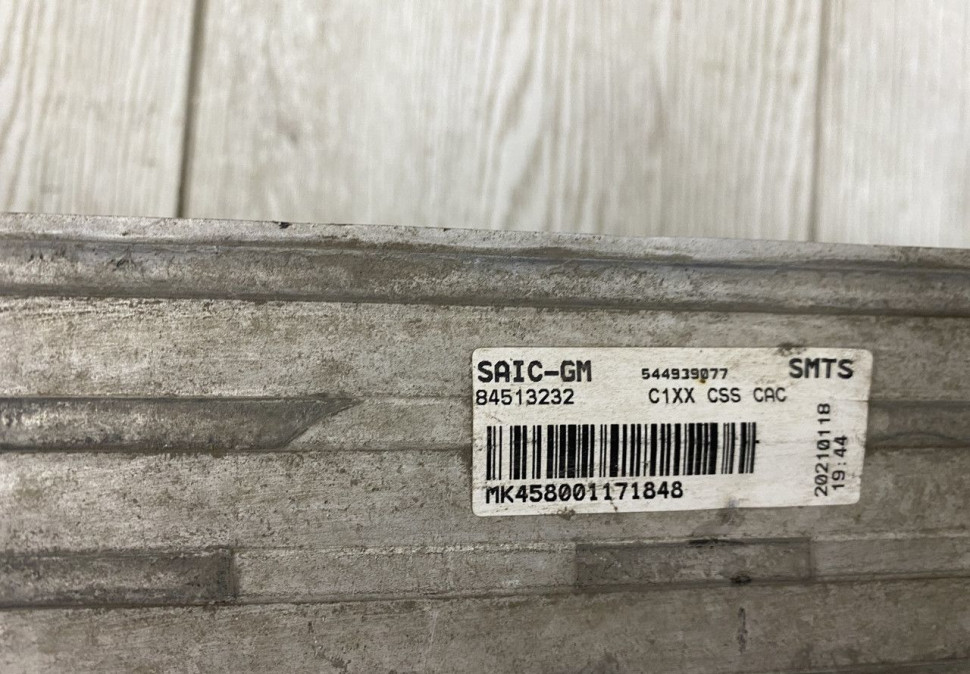 SAIC-GM 544939077 SMTS
84513232 C1XX CSS CAC
MK458001171848
20210118
19:44